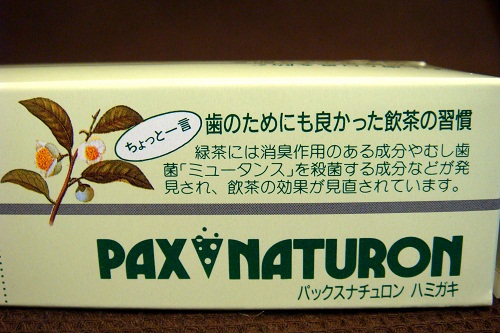 ちょっと一言
歯のためにも良かった飲茶の習慣
緑茶には消臭作用のある成分やむし歯
菌「ミュータンス」を殺菌する成分などが発
見され、飲茶の効果が見直されています。
PAX NATURON
パックスナチュロン ハミガキ